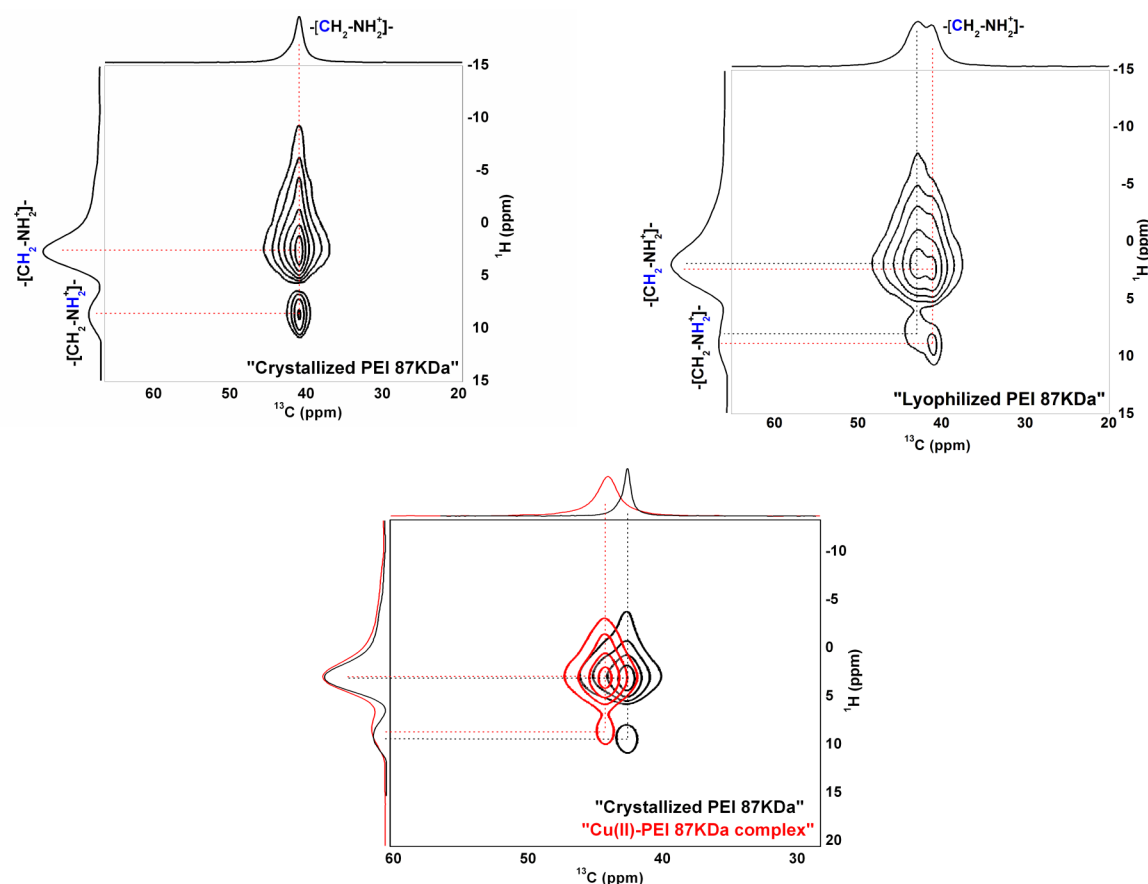 -[CH₂-NH₂⁺]-
-15
-10
-5
0
5
10
15
¹H (ppm)
-[CH₂-NH₂⁺]-
-[CH₂-NH₂⁺]-
"Crystallized PEI 87KDa"
60
50
40
30
20
¹³C (ppm)
-[CH₂-NH₂⁺]-
-15
-10
-5
0
5
10
15
¹H (ppm)
-[CH₂-NH₂⁺]-
-[CH₂-NH₂⁺]-
"Lyophilized PEI 87KDa"
60
50
40
30
20
¹³C (ppm)
-10
-5
0
5
10
15
20
¹H (ppm)
"Crystallized PEI 87KDa"
"Cu(II)-PEI 87KDa complex"
60
50
40
30
¹³C (ppm)